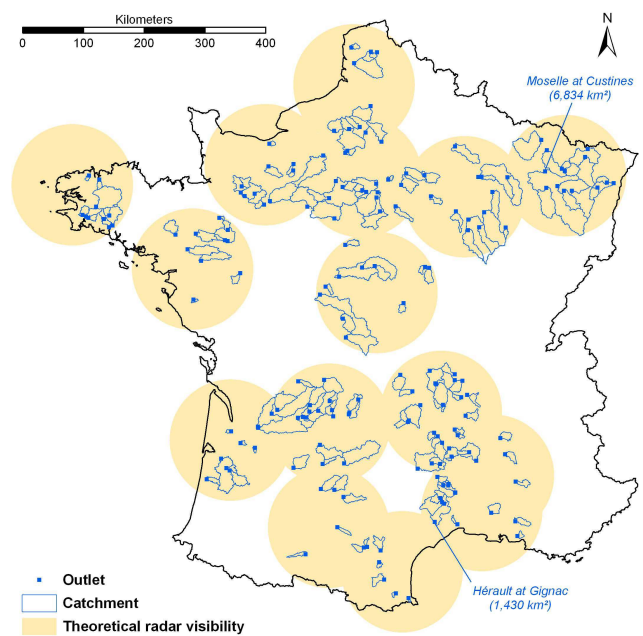 Kilometers
0 100 200 300 400
N
Moselle at Custines
(6,834 km²)
Hérault at Gignac
(1,430 km²)
Outlet
Catchment
Theoretical radar visibility